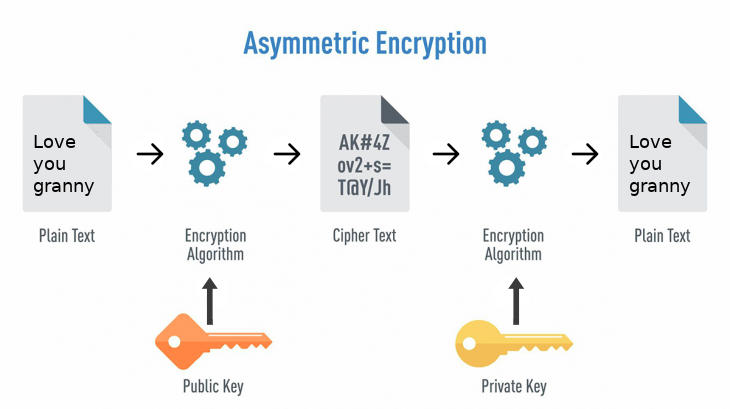 Asymmetric Encryption
Love
you
granny
AK#4Z
ov2+s=
T@Y/Jh
Love
you
granny
Plain Text
Encryption
Algorithm
Cipher Text
Encryption
Algorithm
Plain Text
Public Key
Private Key